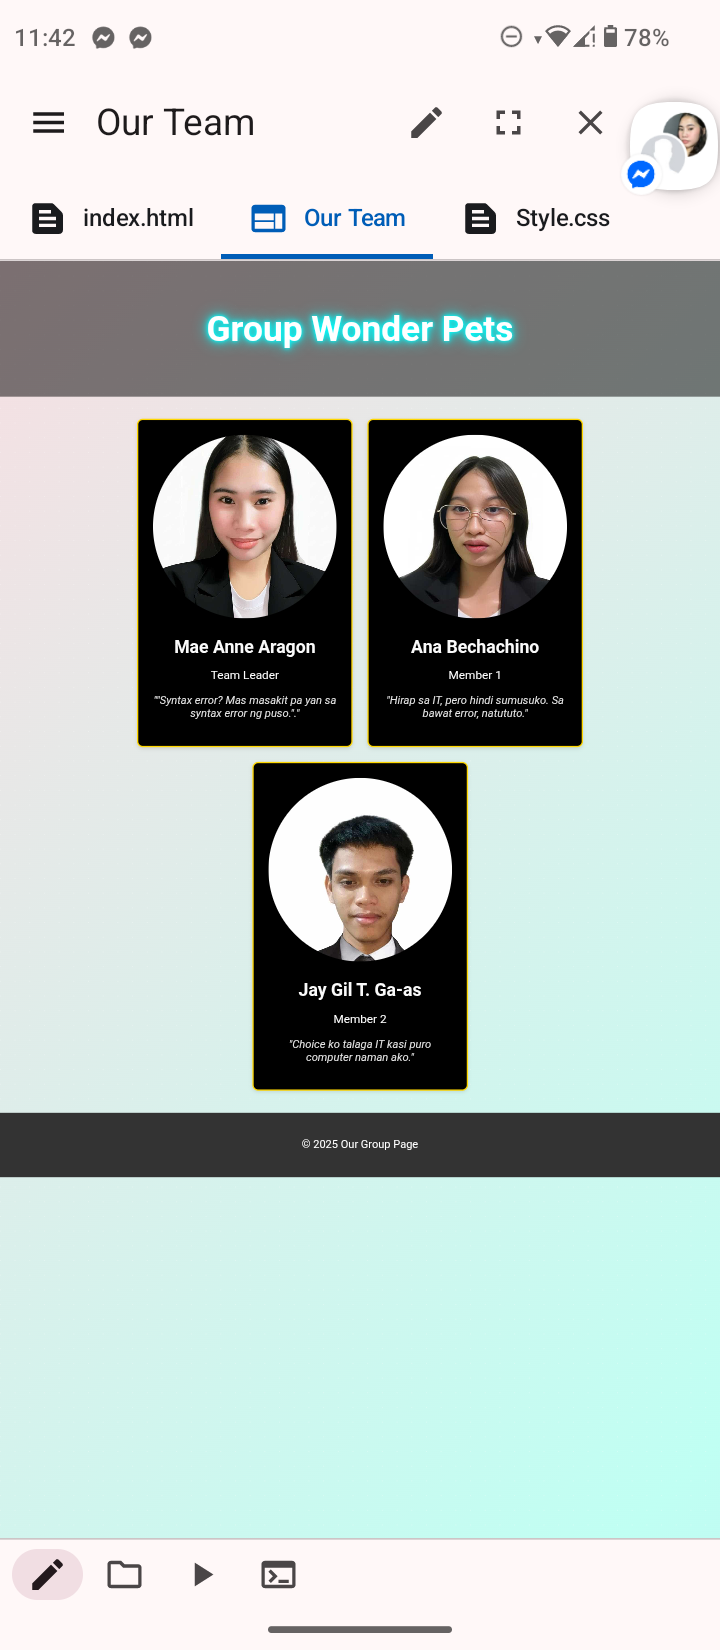 11:42
78%
Our Team
index.html
Our Team
Style.css
Group Wonder Pets
Mae Anne Aragon
Team Leader
""Syntax error? Mas masakit pa yan sa
syntax error ng puso."."
Ana Bechachino
Member 1
"Hirap sa IT, pero hindi sumusuko. Sa
bawat error, natututo."
Jay Gil T. Ga-as
Member 2
"Choice ko talaga IT kasi puro
computer naman ako."
© 2025 Our Group Page